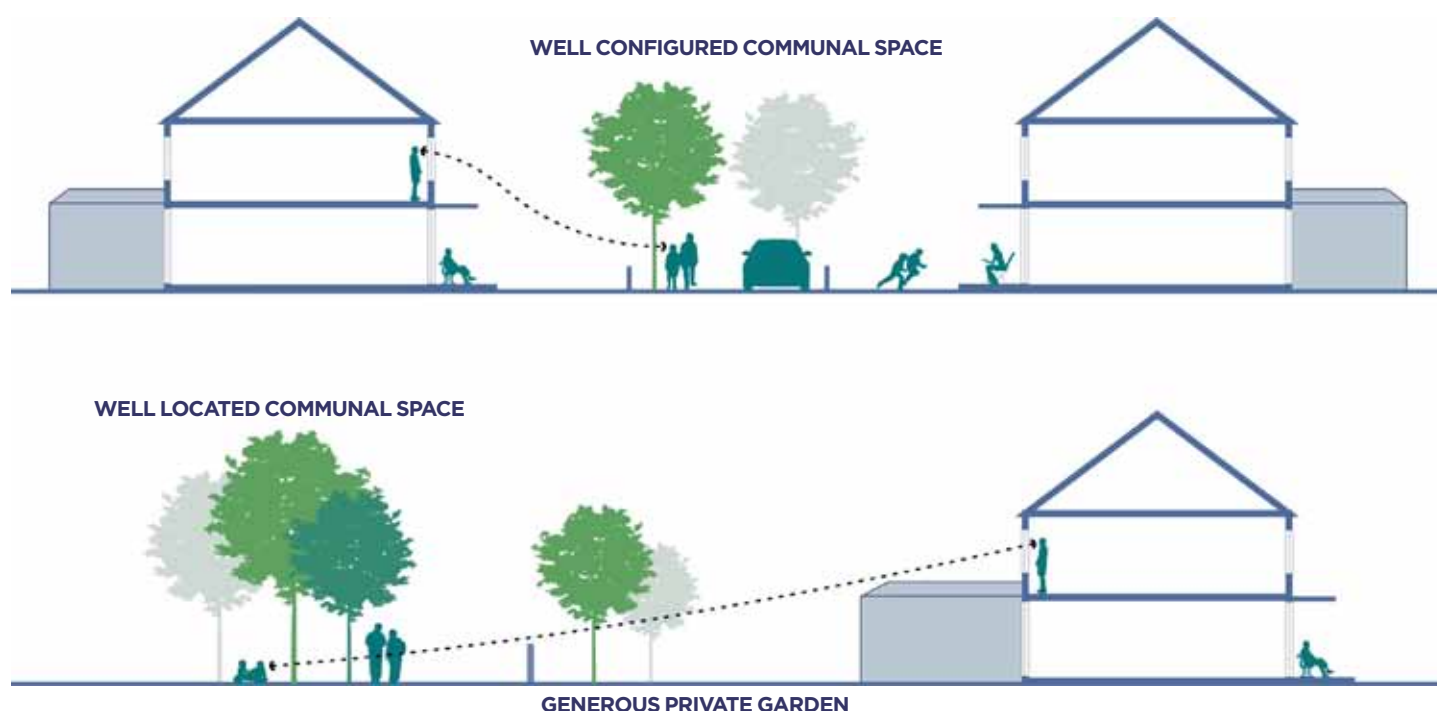 WELL CONFIGURED COMMUNAL SPACE
WELL LOCATED COMMUNAL SPACE
GENEROUS PRIVATE GARDEN